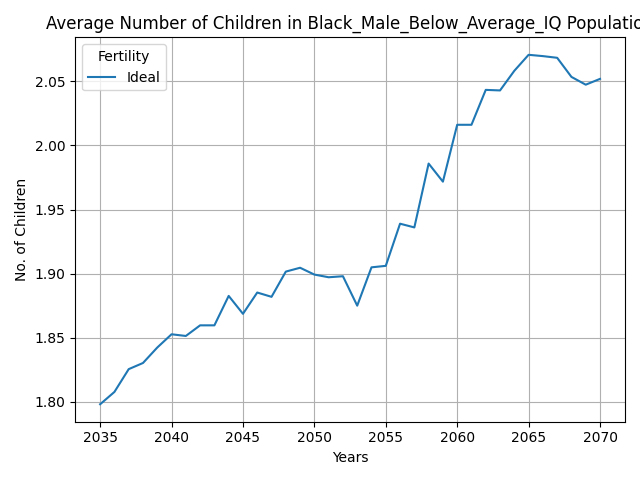 Average Number of Children in Black_Male_Below_Average_IQ Populatio
Fertility
Ideal
2.05
2.00
1.95
1.90
1.85
1.80
No. of Children
2035 2040 2045 2050 2055 2060 2065 2070
Years